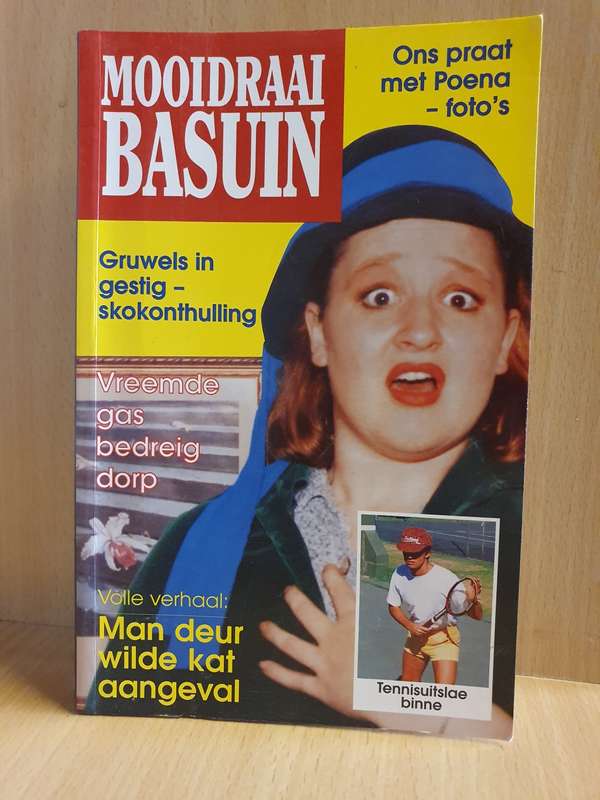 MOOIDRAAI
BASUIN
Ons praat
met Poena
– foto's
Gruwels in
gestig –
skokonthulling
Vreemde
gas
bedreig
dorp
Volle verhaal:
Man deur
wilde kat
aangeval
Tennisuitslae
binne